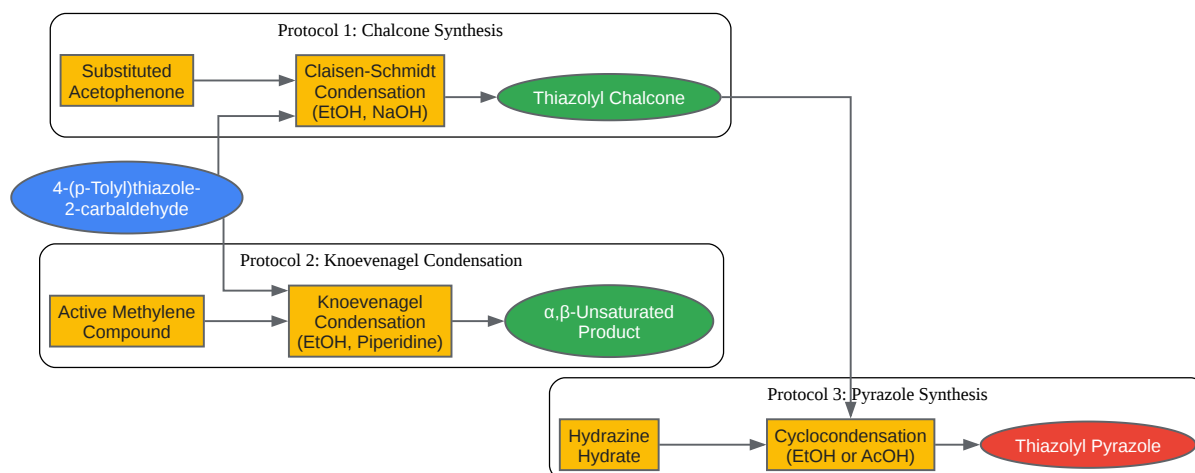 Protocol 1: Chalcone Synthesis
Substituted
Acetophenone
Claisen-Schmidt
Condensation
(EtOH, NaOH)
Thiazolyl Chalcone
4-(p-Tolyl)thiazole-
2-carbaldehyde
Protocol 2: Knoevenagel Condensation
Active Methylene
Compound
Knoevenagel
Condensation
(EtOH, Piperidine)
α,β-Unsaturated
Product
Protocol 3: Pyrazole Synthesis
Hydrazine
Hydrate
Cyclocondensation
(EtOH or AcOH)
Thiazolyl Pyrazole